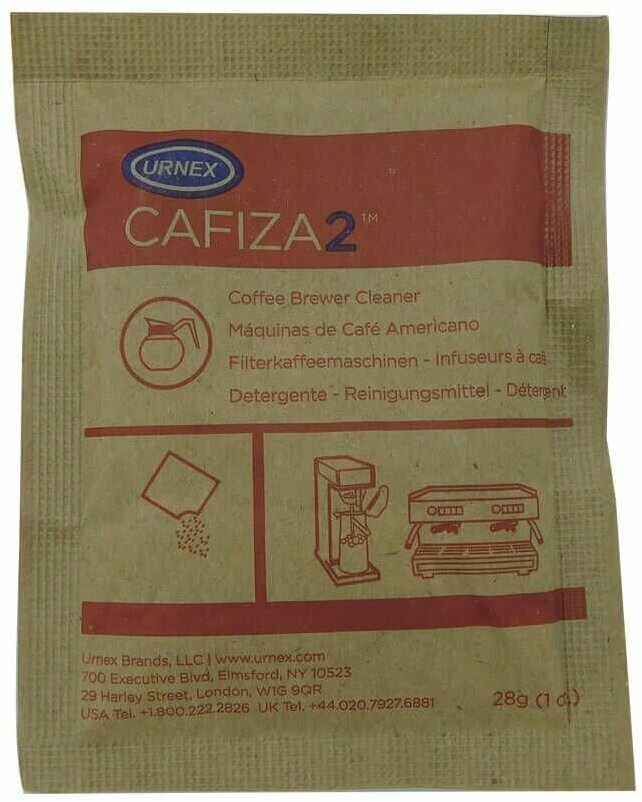 URNEX
CAFIZA2™
Coffee Brewer Cleaner
Máquinas de Café Americano
Filterkaffeemaschinen - Infuseurs à café
Detergente - Reinigungsmittel - Détergent
Urnex Brands, LLC | www.urnex.com
700 Executive Blvd, Elmsford, NY 10523
29 Harley Street, London, W1G 9QR
USA Tel. +1.800.222.2826 UK Tel. +44.020.7927.6881
28g (1 oz.)